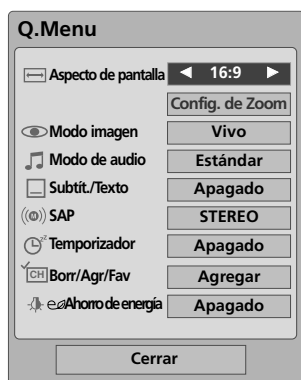 Q.Menu
Aspecto de pantalla ◄ 16:9 ►
Config. de Zoom
Modo imagen Vivo
Modo de audio Estándar
Subtít./Texto Apagado
SAP STEREO
Temporizador Apagado
CH Borr/Agr/Fav Agregar
Ahorro de energía Apagado
Cerrar